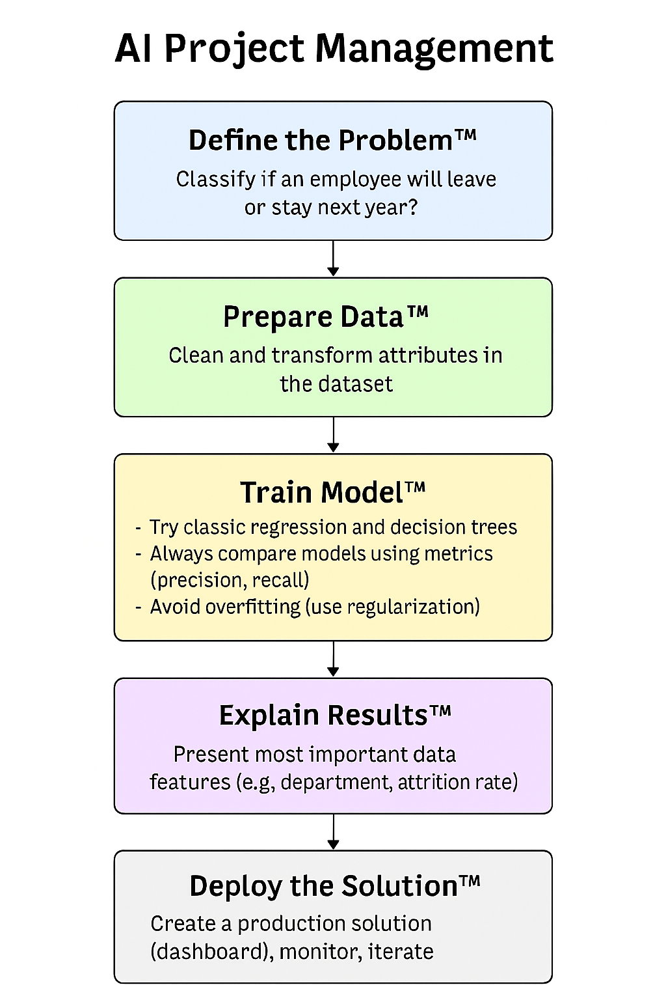 AI Project Management
Define the Problem™
Classify if an employee will leave
or stay next year?
Prepare Data™
Clean and transform attributes in
the dataset
Train Model™
- Try classic regression and decision trees
- Always compare models using metrics
(precision, recall)
- Avoid overfitting (use regularization)
Explain Results™
Present most important data
features (e.g, department, attrition rate)
Deploy the Solution™
Create a production solution
(dashboard), monitor, iterate